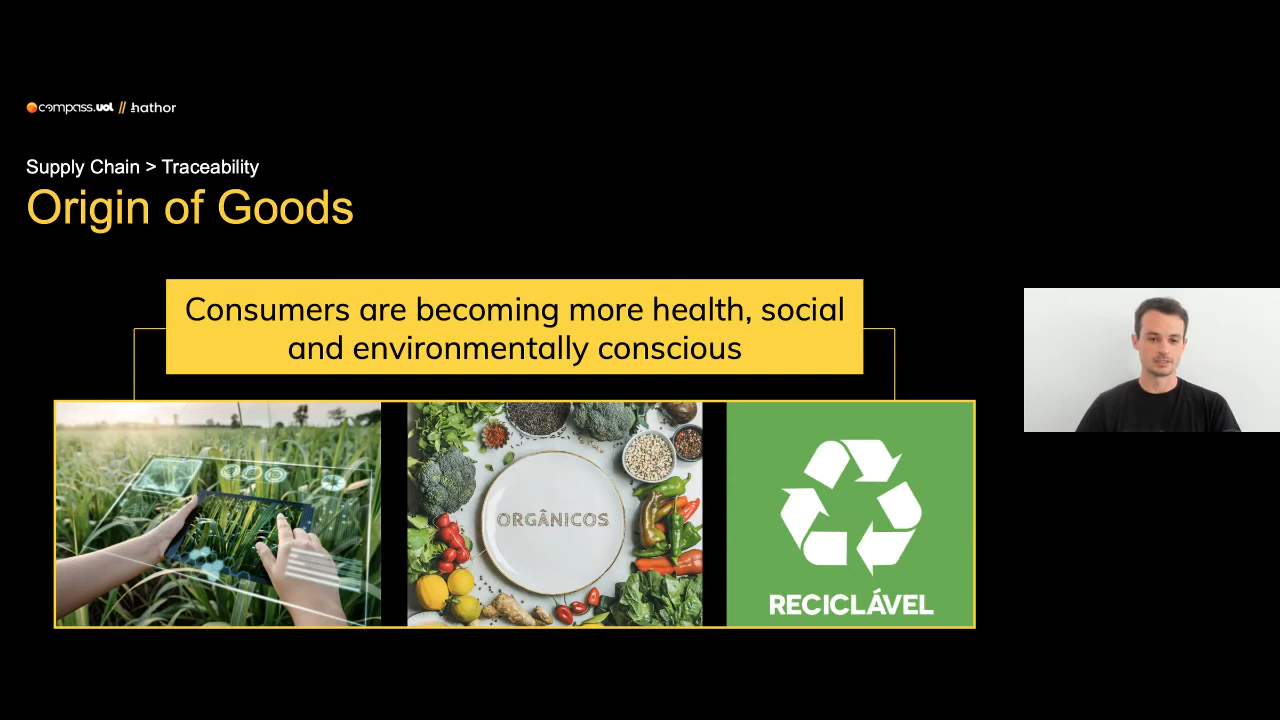 compass.uol // hathor
Supply Chain > Traceability
Origin of Goods
Consumers are becoming more health, social
and environmentally conscious
ORGÂNICOS
RECICLÁVEL